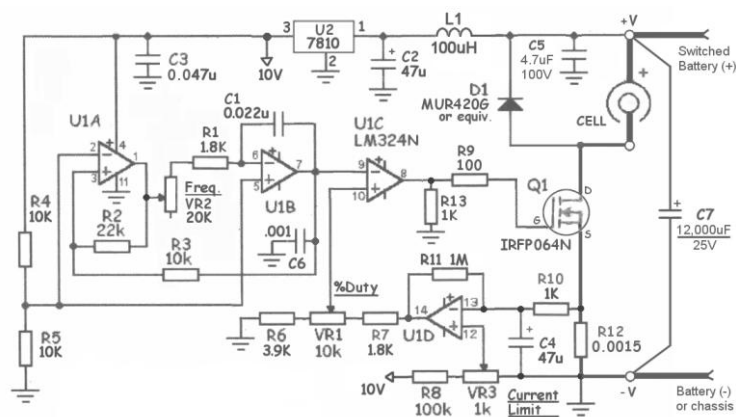 3
U2
7810
1
2
L1
100uH
+V
Switched
Battery (+)
C3
0.047u
10V
C2
47u
+
C5
4.7uF
100V
D1
MUR420G
or equiv.
+
CELL
U1A
4
2
3
1
11
R1
1.8K
C1
0.022u
6
5
7
U1B
U1C
LM324N
9
10
8
R9
100
Q1
D
G
S
IRFP064N
R13
1K
Freq.
VR2
20K
R4
10K
R2
22k
R3
10k
.001
C6
+
C7
12,000uF
25V
R11 1M
R10
1K
%Duty
14
13
12
U1D
R5
10K
R6
3.9K
VR1
10k
R7
1.8K
+
C4
47u
R12
0.0015
10V
R8
100k
VR3
1k
Current
Limit
-V
Battery (-)
or chassis